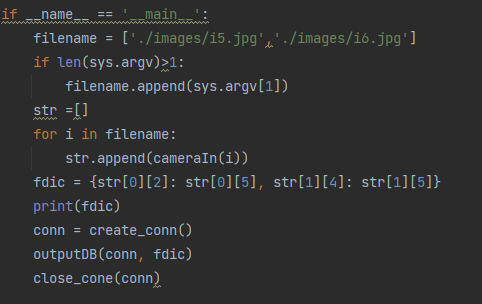 if __name__ == '__main__':
    filename = ['./images/i5.jpg','./images/i6.jpg']
    if len(sys.argv)>1:
        filename.append(sys.argv[1])
    str =[]
    for i in filename:
        str.append(cameraIn(i))
    fdic = {str[0][2]: str[0][5], str[1][4]: str[1][5]}
    print(fdic)
    conn = create_conn()
    outputDB(conn, fdic)
    close_cone(conn)